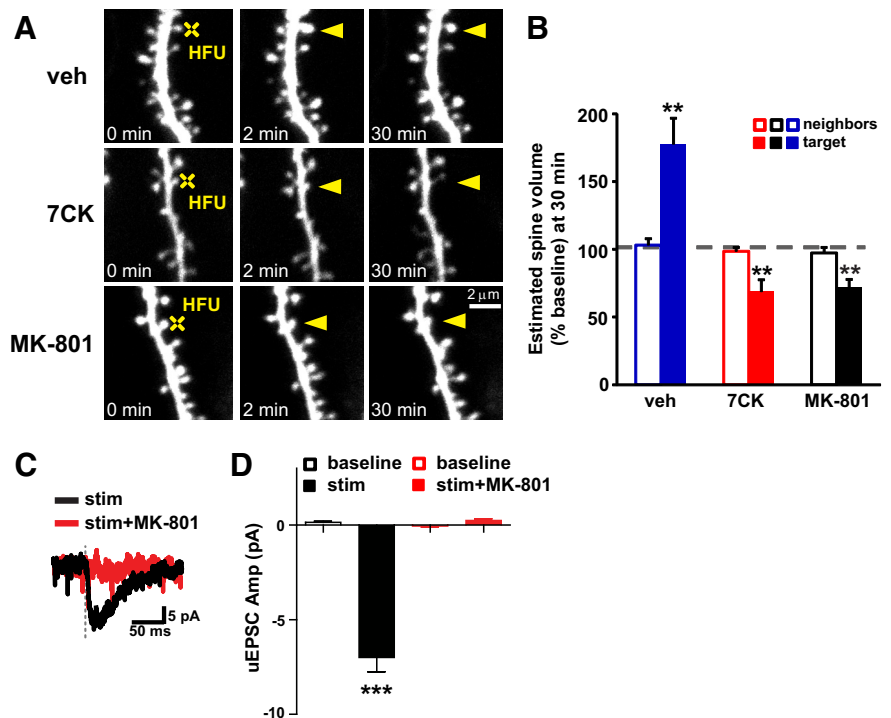 A
veh
HFU
0 min
2 min
30 min
7CK
HFU
0 min
2 min
30 min
MK-801
HFU
2 μm
0 min
2 min
30 min
B
Estimated spine volume
(% baseline) at 30 min
200
150
100
50
0
**
**
**
neighbors
target
veh
7CK
MK-801
C
stim
stim+MK-801
5 pA
50 ms
D
baseline
baseline
stim
stim+MK-801
uEPSC Amp (pA)
0
-5
-10
***